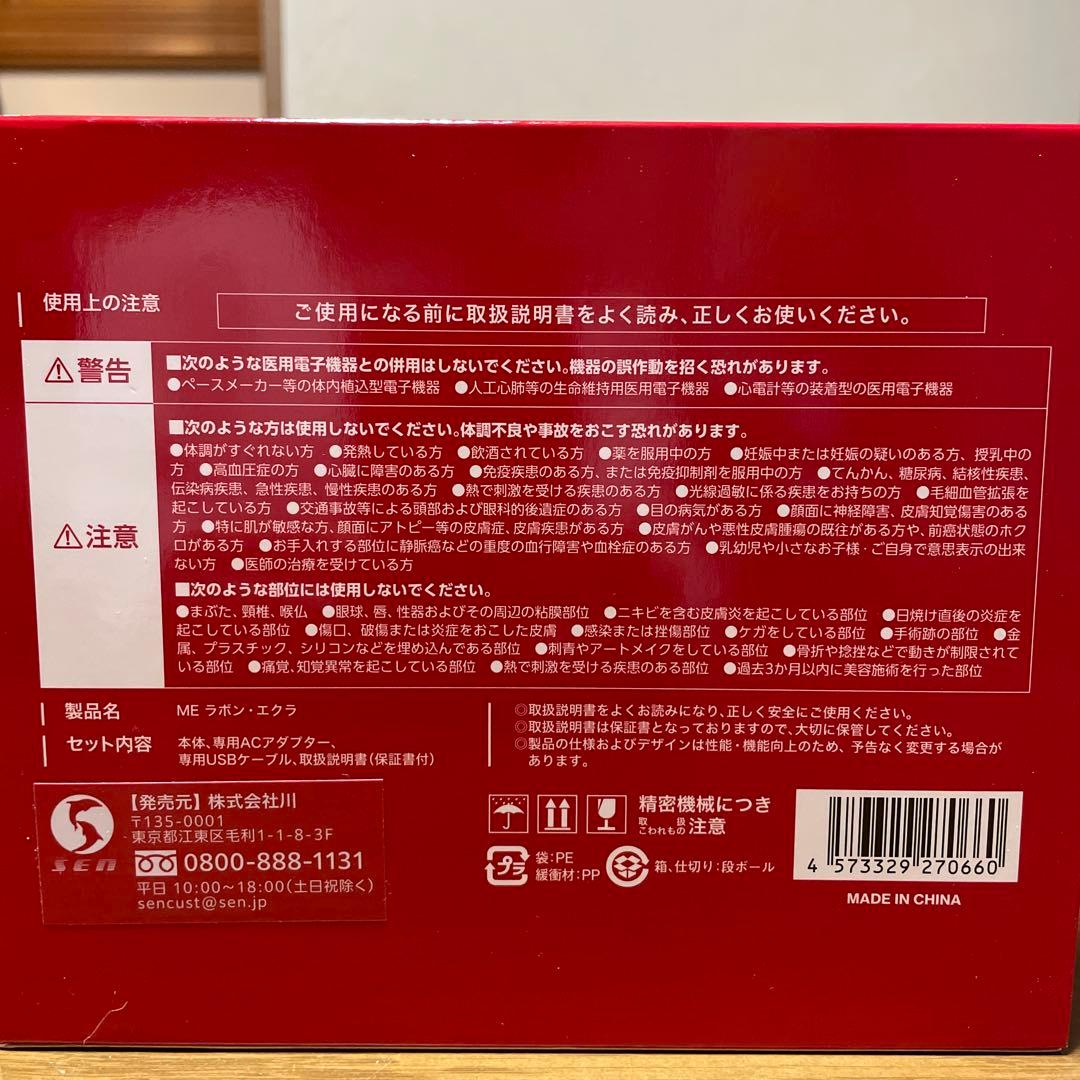 使用上の注意
ご使用になる前に取扱説明書をよく読み、正しくお使いください。
警告
■次のような医用電子機器との併用はしないでください。機器の誤作動を招く恐れがあります。
●ペースメーカー等の体内植込型電子機器 ●人工心肺等の生命維持用医用電子機器 ●心電計等の装着型の医用電子機器
注意
■次のような方は使用しないでください。体調不良や事故をおこす恐れがあります。
●体調がすぐれない方 ●発熱している方 ●飲酒されている方 ●薬を服用中の方 ●妊娠中または妊娠の疑いのある方、授乳中の
方 ●高血圧症の方 ●心臓に障害のある方 ●免疫疾患のある方、または免疫抑制剤を服用中の方 ●てんかん、糖尿病、結核性疾患、
伝染病疾患、急性疾患、慢性疾患のある方 ●熱で刺激を受ける疾患のある方 ●光線過敏に係る疾患をお持ちの方 ●毛細血管拡張を
起こしている方 ●交通事故等による頭部および眼科的後遺症のある方 ●目の病気がある方 ●顔面に神経障害、皮膚知覚傷害のある
方 ●特に肌が敏感な方、顔面にアトピー等の皮膚症、皮膚疾患がある方 ●皮膚がんや悪性皮膚腫瘍の既往がある方や、前癌状態のホク
ロがある方 ●お手入れする部位に静脈癌などの重度の血行障害や血栓症のある方 ●乳幼児や小さなお子様・ご自身で意思表示の出来
ない方 ●医師の治療を受けている方
■次のような部位には使用しないでください。
●まぶた、頸椎、喉仏 ●眼球、唇、性器およびその周辺の粘膜部位 ●ニキビを含む皮膚炎を起こしている部位 ●日焼け直後の炎症を
起こしている部位 ●傷口、破傷または炎症をおこした皮膚 ●感染または挫傷部位 ●ケガをしている部位 ●手術跡の部位 ●金
属、プラスチック、シリコンなどを埋め込んである部位 ●刺青やアートメイクをしている部位 ●骨折や捻挫などで動きが制限されて
いる部位 ●痛覚、知覚異常を起こしている部位 ●熱で刺激を受ける疾患のある部位 ●過去3か月以内に美容施術を行った部位
製品名 ME ラボン・エクラ
セット内容 本体、専用ACアダプター、
専用USBケーブル、取扱説明書(保証書付)
◎取扱説明書をよくお読みになり、正しく安全にご使用ください。
◎取扱説明書は保証書となっておりますので、大切に保管してください。
◎製品の仕様およびデザインは性能・機能向上のため、予告なく変更する場合が
あります。
SEN
【発売元】株式会社川
〒135-0001
東京都江東区毛利1-1-8-3F
0800-888-1131
平日 10:00〜18:00(土日祝除く)
sencust@sen.jp
精密機械につき
取扱
こわれもの
注意
プラ
袋:PE
緩衝材:PP
箱、仕切り:段ボール
4 573329 270660
MADE IN CHINA